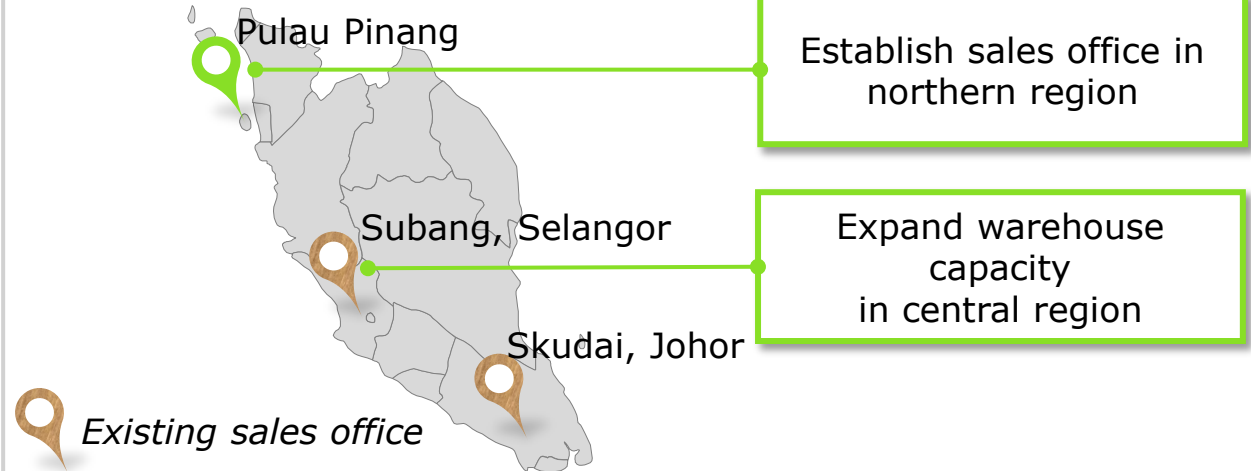 Pulau Pinang
Establish sales office in
northern region
Subang, Selangor
Expand warehouse
capacity
in central region
Skudai, Johor
Existing sales office